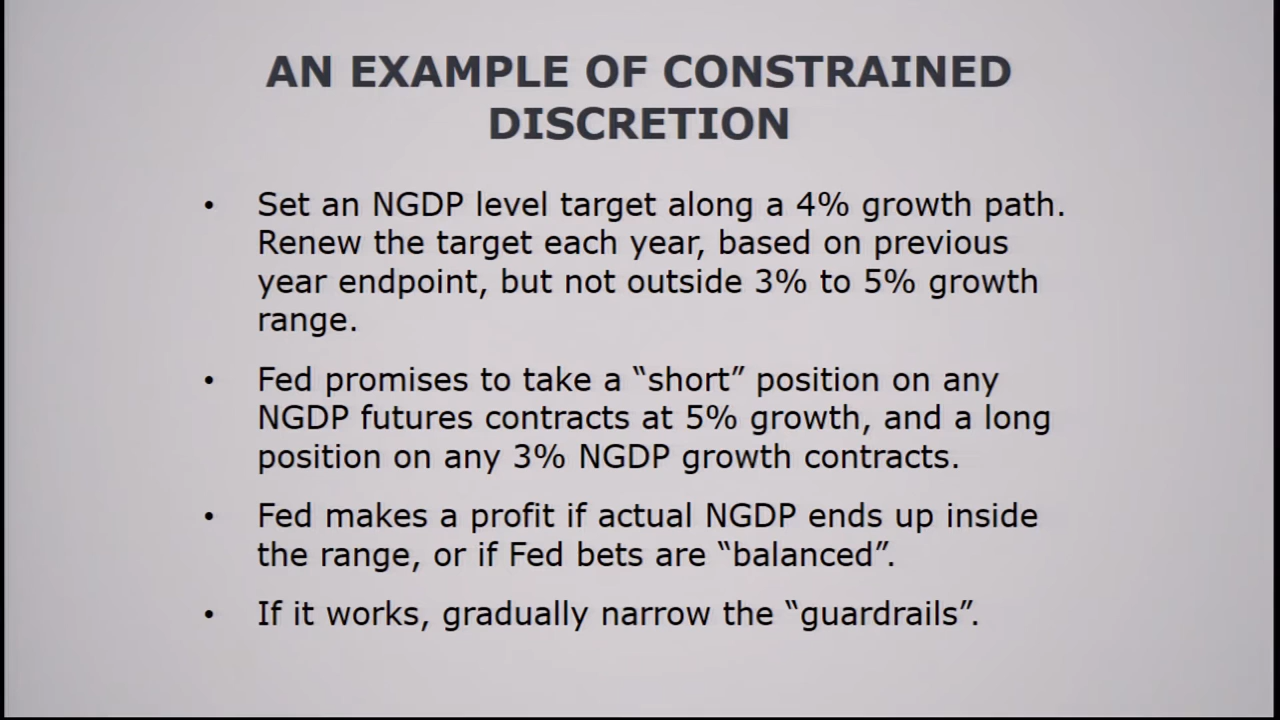 AN EXAMPLE OF CONSTRAINED
DISCRETION
• Set an NGDP level target along a 4% growth path.
Renew the target each year, based on previous
year endpoint, but not outside 3% to 5% growth
range.
• Fed promises to take a “short” position on any
NGDP futures contracts at 5% growth, and a long
position on any 3% NGDP growth contracts.
• Fed makes a profit if actual NGDP ends up inside
the range, or if Fed bets are “balanced”.
• If it works, gradually narrow the “guardrails”.